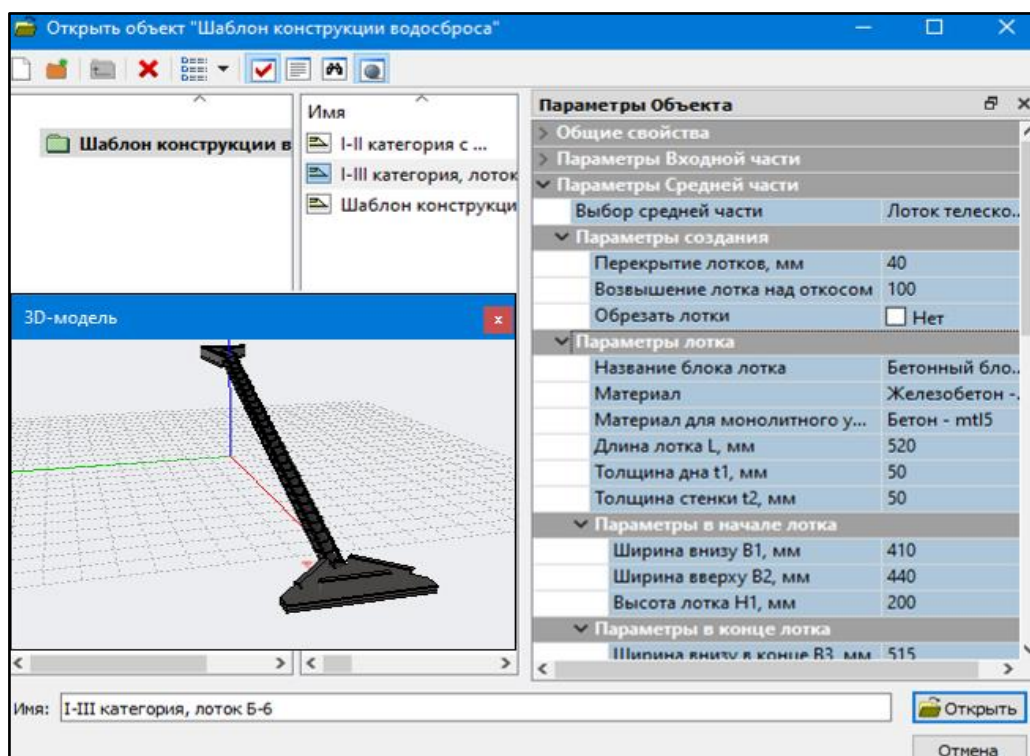 Открыть объект "Шаблон конструкции водосброса"
Шаблон конструкции в
Имя
I-II категория с ...
I-III категория, лоток
Шаблон конструкци
3D-модель
Параметры Объекта
Общие свойства
Параметры Входной части
Параметры Средней части
Выбор средней части Лоток телеско..
Параметры создания
Перекрытие лотков, мм 40
Возвышение лотка над откосом 100
Обрезать лотки Нет
Параметры лотка
Название блока лотка Бетонный бло..
Материал Железобетон -.
Материал для монолитного у... Бетон - mtl5
Длина лотка L, мм 520
Толщина дна t1, мм 50
Толщина стенки t2, мм 50
Параметры в начале лотка
Ширина внизу B1, мм 410
Ширина вверху B2, мм 440
Высота лотка H1, мм 200
Параметры в конце лотка
Ширина внизу в конце B3, мм 515
Имя: I-III категория, лоток Б-6
Открыть
Отмена